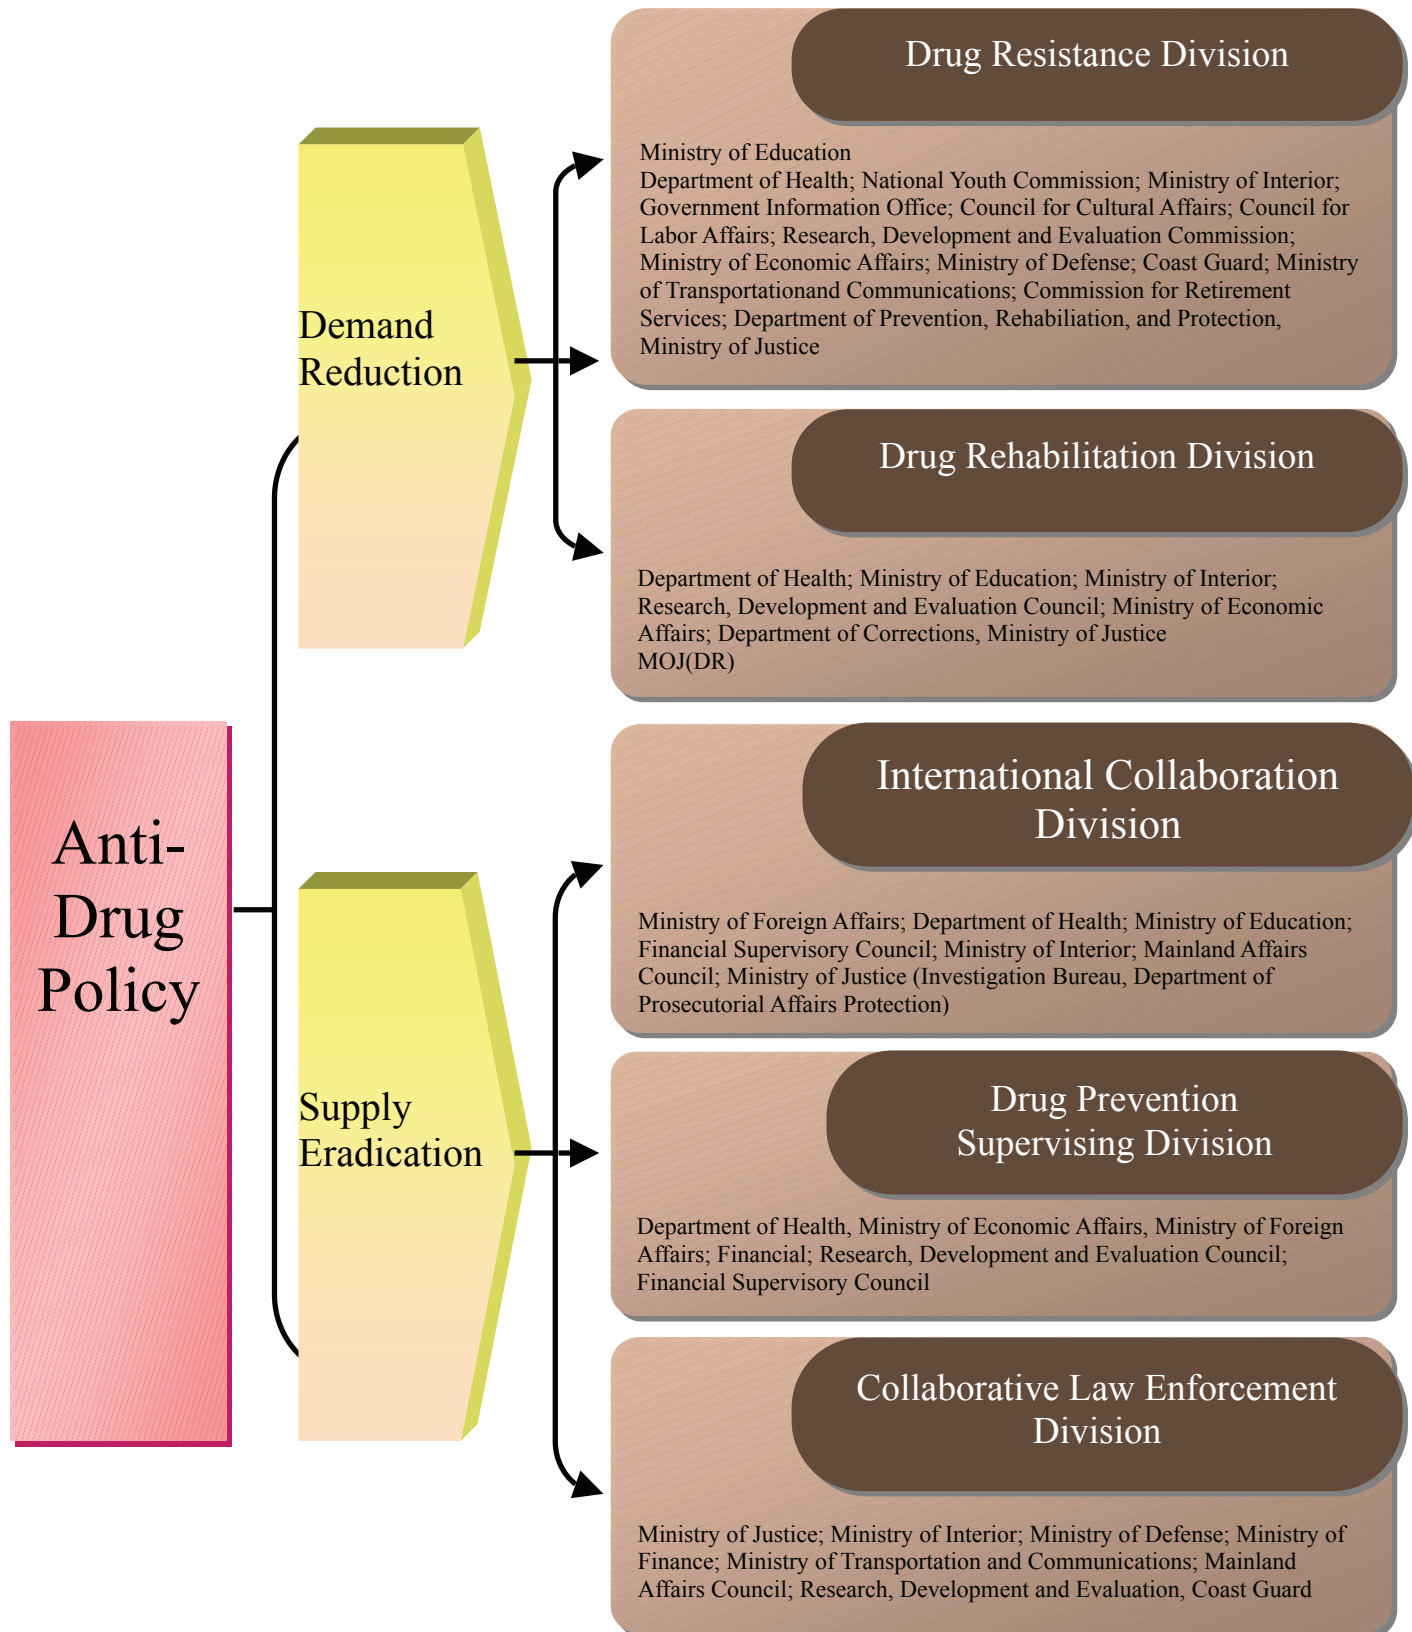 Anti-
Drug
Policy
Demand
Reduction
Drug Resistance Division
Ministry of Education
Department of Health; National Youth Commission; Ministry of Interior;
Government Information Office; Council for Cultural Affairs; Council for
Labor Affairs; Research, Development and Evaluation Commission;
Ministry of Economic Affairs; Ministry of Defense; Coast Guard; Ministry
of Transportationand Communications; Commission for Retirement
Services; Department of Prevention, Rehabiliation, and Protection,
Ministry of Justice
Drug Rehabilitation Division
Department of Health; Ministry of Education; Ministry of Interior;
Research, Development and Evaluation Council; Ministry of Economic
Affairs; Department of Corrections, Ministry of Justice
MOJ(DR)
Supply
Eradication
International Collaboration
Division
Ministry of Foreign Affairs; Department of Health; Ministry of Education;
Financial Supervisory Council; Ministry of Interior; Mainland Affairs
Council; Ministry of Justice (Investigation Bureau, Department of
Prosecutorial Affairs Protection)
Drug Prevention
Supervising Division
Department of Health, Ministry of Economic Affairs, Ministry of Foreign
Affairs; Financial; Research, Development and Evaluation Council;
Financial Supervisory Council
Collaborative Law Enforcement
Division
Ministry of Justice; Ministry of Interior; Ministry of Defense; Ministry of
Finance; Ministry of Transportation and Communications; Mainland
Affairs Council; Research, Development and Evaluation, Coast Guard